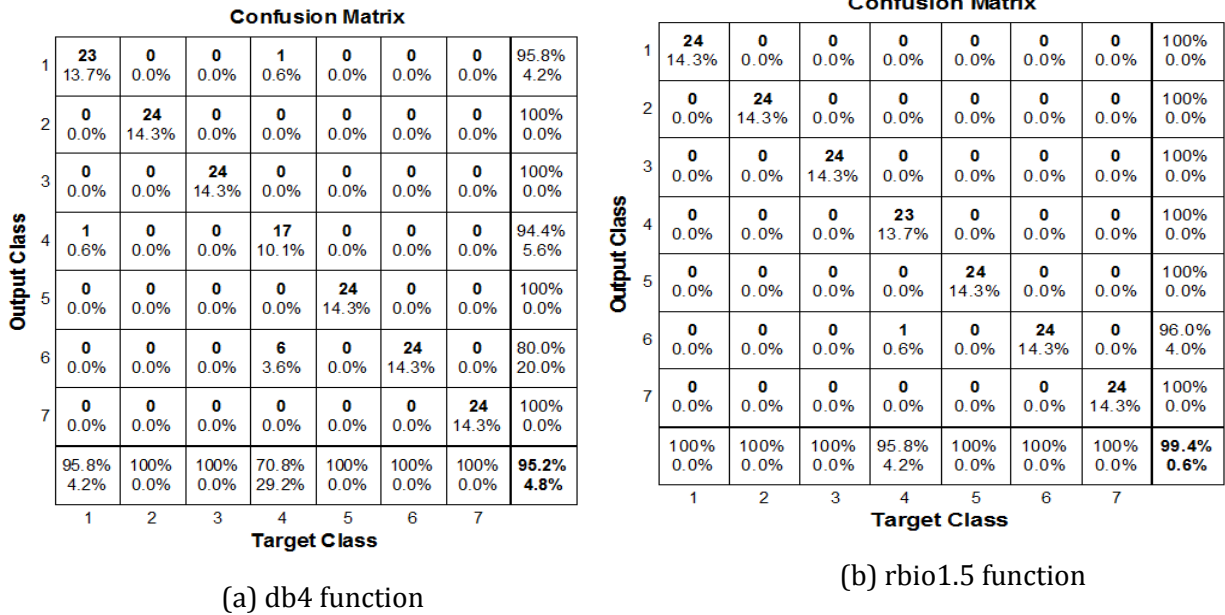 Confusion Matrix
1 23 0 0 1 0 0 0 95.8%
13.7% 0.0% 0.0% 0.6% 0.0% 0.0% 0.0% 4.2%
2 0 24 0 0 0 0 0 100%
0.0% 14.3% 0.0% 0.0% 0.0% 0.0% 0.0% 0.0%
3 0 0 24 0 0 0 0 100%
0.0% 0.0% 14.3% 0.0% 0.0% 0.0% 0.0% 0.0%
4 1 0 0 17 0 0 0 94.4%
0.6% 0.0% 0.0% 10.1% 0.0% 0.0% 0.0% 5.6%
5 0 0 0 0 24 0 0 100%
0.0% 0.0% 0.0% 0.0% 14.3% 0.0% 0.0% 0.0%
6 0 0 0 6 0 24 0 80.0%
0.0% 0.0% 0.0% 3.6% 0.0% 14.3% 0.0% 20.0%
7 0 0 0 0 0 0 24 100%
0.0% 0.0% 0.0% 0.0% 0.0% 0.0% 14.3% 0.0%
95.8% 100% 100% 70.8% 100% 100% 100% 95.2%
4.2% 0.0% 0.0% 29.2% 0.0% 0.0% 0.0% 4.8%
1 2 3 4 5 6 7
Output Class
Target Class
(a) db4 function
Confusion Matrix
1 24 0 0 0 0 0 0 100%
14.3% 0.0% 0.0% 0.0% 0.0% 0.0% 0.0% 0.0%
2 0 24 0 0 0 0 0 100%
0.0% 14.3% 0.0% 0.0% 0.0% 0.0% 0.0% 0.0%
3 0 0 24 0 0 0 0 100%
0.0% 0.0% 14.3% 0.0% 0.0% 0.0% 0.0% 0.0%
4 0 0 0 23 0 0 0 100%
0.0% 0.0% 0.0% 13.7% 0.0% 0.0% 0.0% 0.0%
5 0 0 0 0 24 0 0 100%
0.0% 0.0% 0.0% 0.0% 14.3% 0.0% 0.0% 0.0%
6 0 0 0 1 0 24 0 96.0%
0.0% 0.0% 0.0% 0.6% 0.0% 14.3% 0.0% 4.0%
7 0 0 0 0 0 0 24 100%
0.0% 0.0% 0.0% 0.0% 0.0% 0.0% 14.3% 0.0%
100% 100% 100% 95.8% 100% 100% 100% 99.4%
0.0% 0.0% 0.0% 4.2% 0.0% 0.0% 0.0% 0.6%
1 2 3 4 5 6 7
Output Class
Target Class
(b) rbio1.5 function